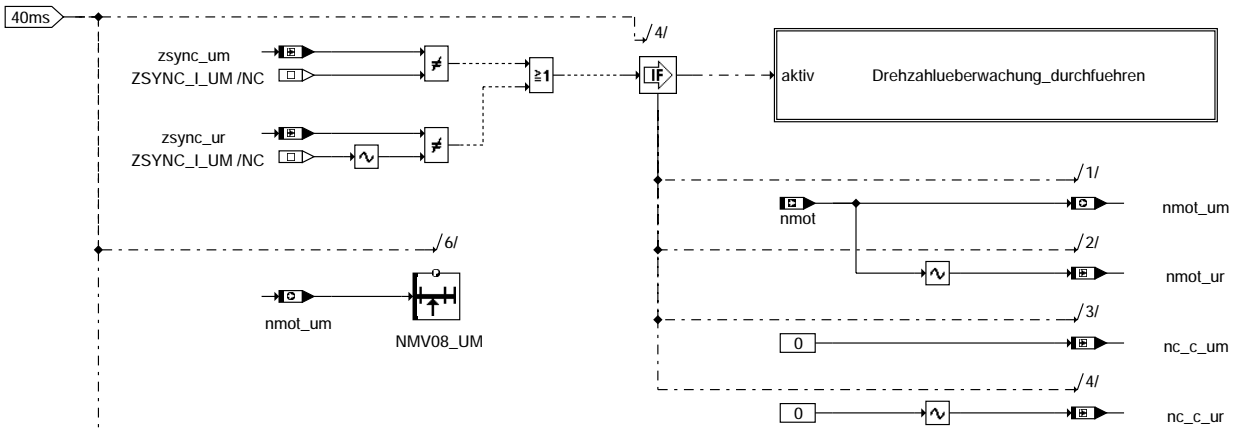 40ms
/4/
zsync_um
ZSYNC_I_UM /NC
≠
≥1
IF
aktiv
Drehzahlueberwachung_durchfuehren
zsync_ur
ZSYNC_I_UM /NC
≠
/1/
nmot
nmot_um
/6/
/2/
nmot_ur
nmot_um
NMV08_UM
/3/
0
nc_c_um
/4/
0
nc_c_ur